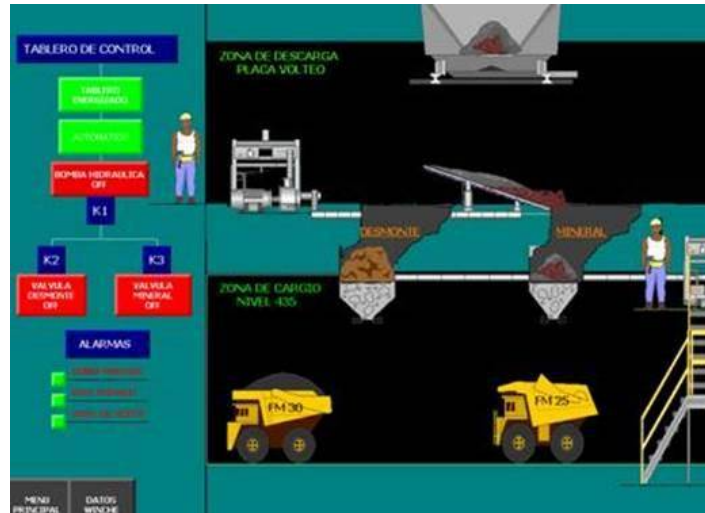 TABLERO DE CONTROL
TABLERO
ENERGIZADO
AUTOMATICO
BOMBA HIDRAULICA
OFF
K1
K2
K3
VALVULA
DESMONTE
OFF
VALVULA
MINERAL
OFF
ALARMAS
MENU
PRINCIPAL
DATOS
WINCHE
ZONA DE DESCARGA
PLACA VOLTEO
DESMONTE
MINERAL
ZONA DE CARGIO
NIVEL 435
FM 30
FM 25